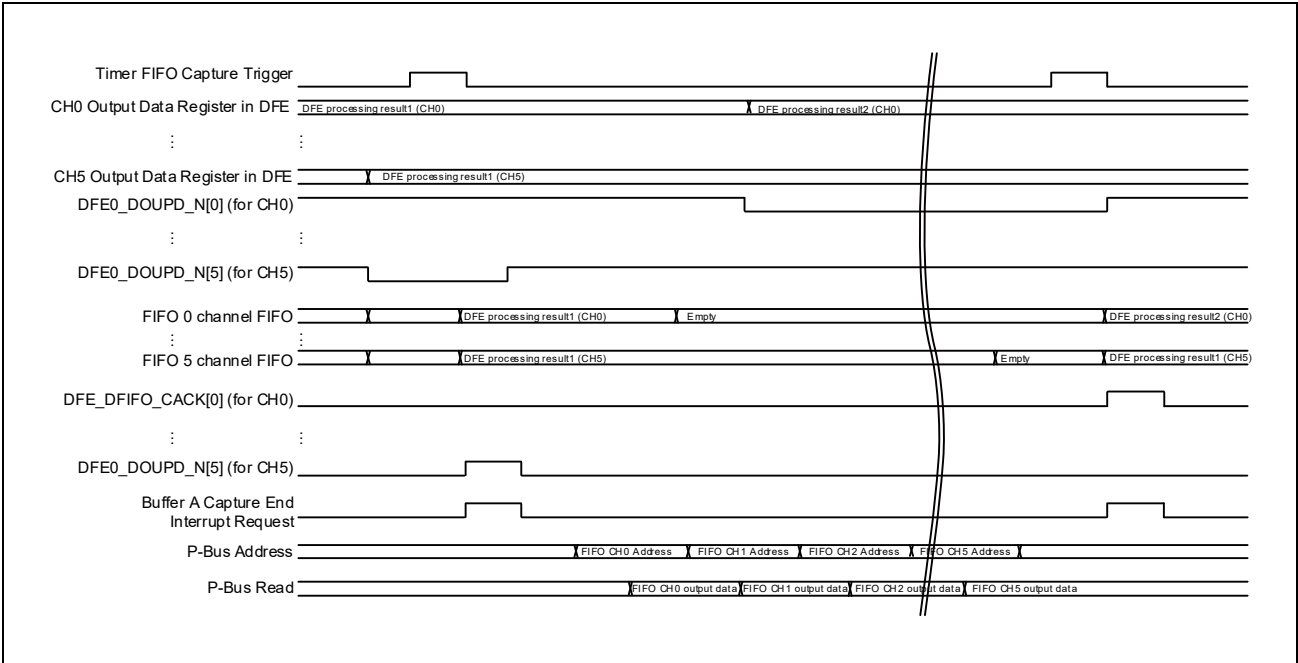 Timer FIFO Capture Trigger
CH0 Output Data Register in DFE DFE processing result1 (CH0) DFE processing result2 (CH0)
CH5 Output Data Register in DFE DFE processing result1 (CH5)
DFE0_DOUPD_N[0] (for CH0)
DFE0_DOUPD_N[5] (for CH5)
FIFO 0 channel FIFO DFE processing result1 (CH0) Empty DFE processing result2 (CH0)
FIFO 5 channel FIFO DFE processing result1 (CH5) Empty DFE processing result1 (CH5)
DFE_DFIFO_CACK[0] (for CH0)
DFE0_DOUPD_N[5] (for CH5)
Buffer A Capture End
Interrupt Request
P-Bus Address FIFO CH0 Address FIFO CH1 Address FIFO CH2 Address FIFO CH5 Address
P-Bus Read FIFO CH0 output data FIFO CH1 output data FIFO CH2 output data FIFO CH5 output data